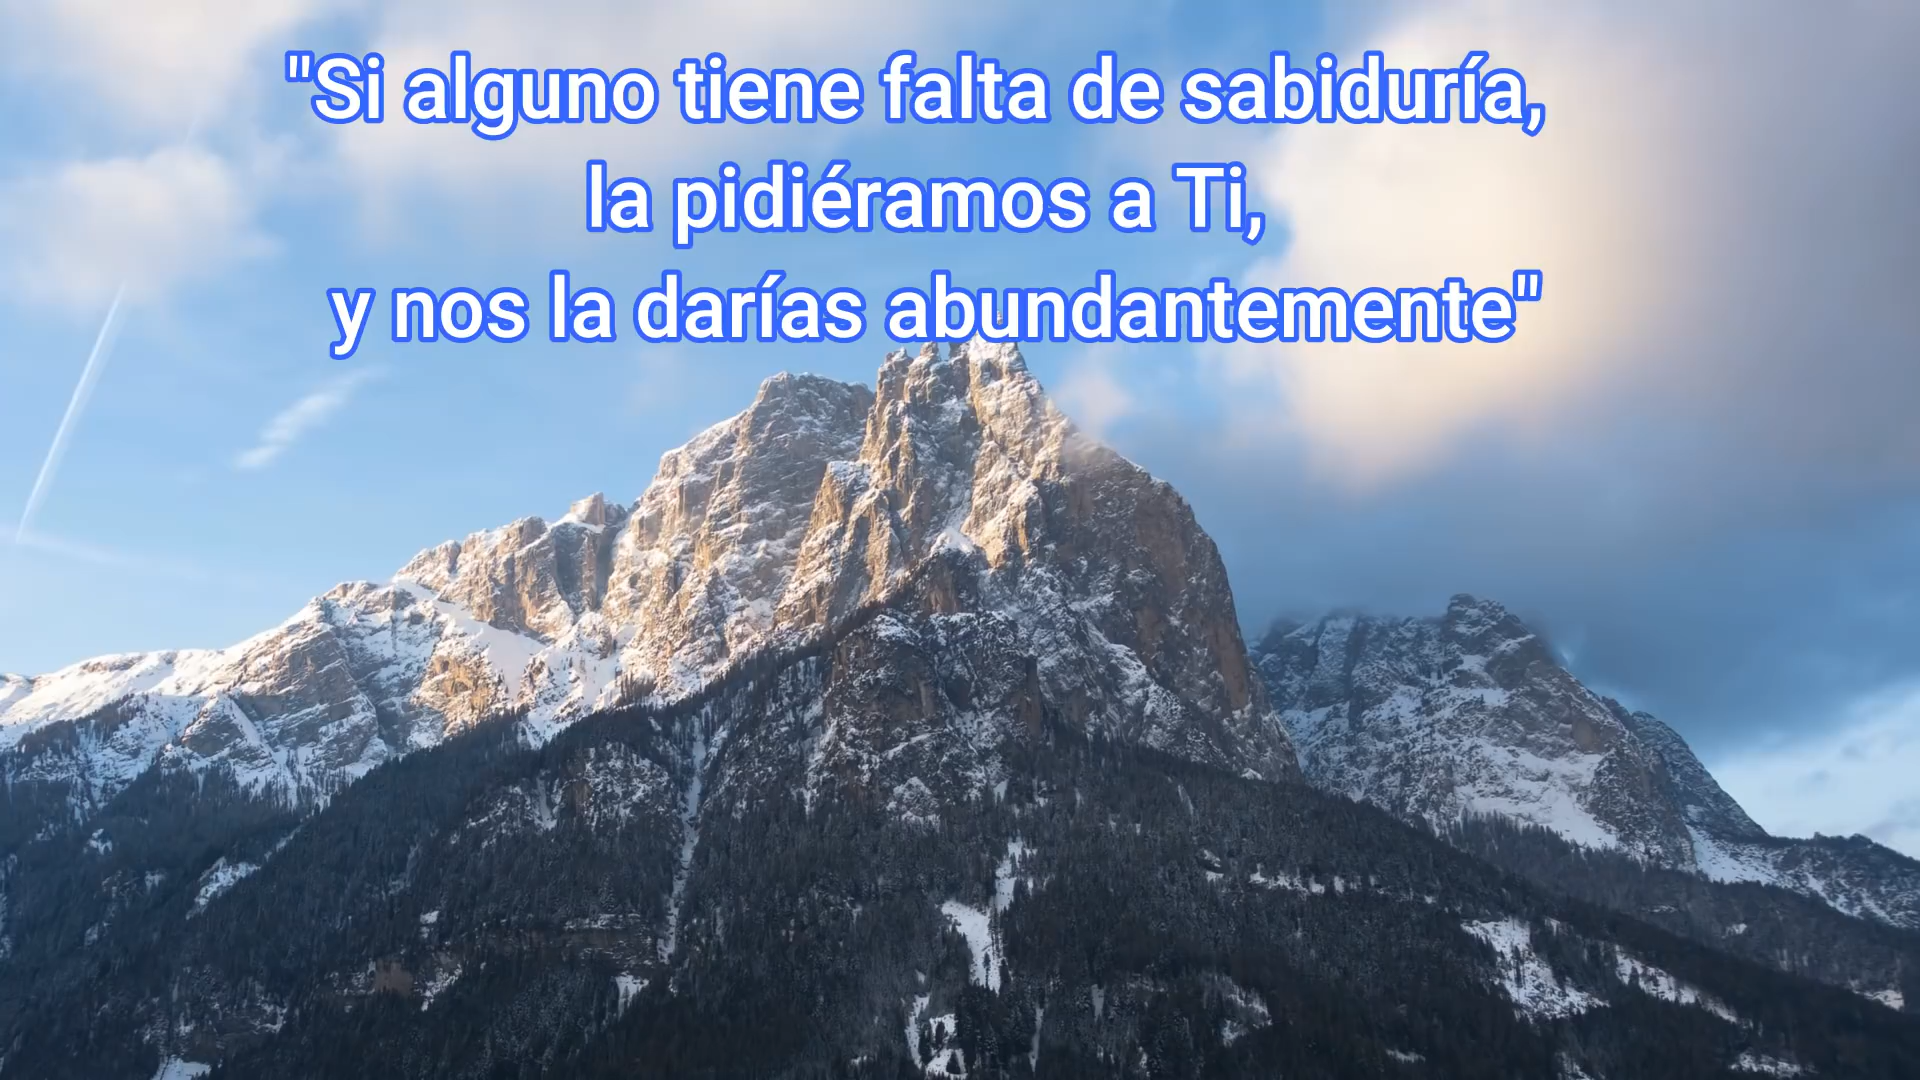 "Si alguno tiene falta de sabiduría,
la pidiéramos a Ti,
y nos la darías abundantemente"